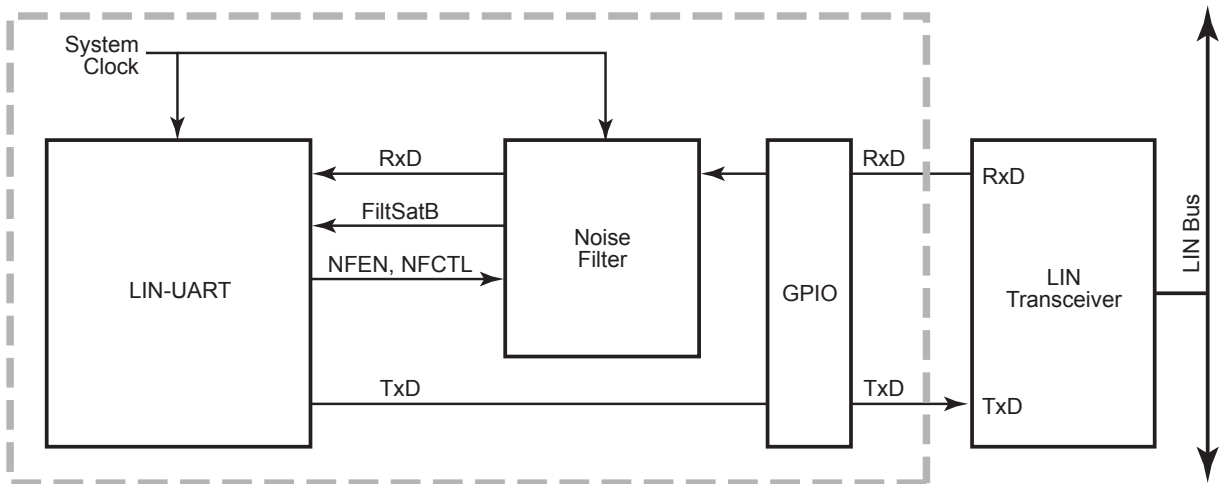 System
Clock
RxD
FiltSatB
NFEN, NFCTL
LIN-UART
TxD
Noise
Filter
GPIO
RxD
TxD
RxD
LIN
Transceiver
TxD
LIN Bus